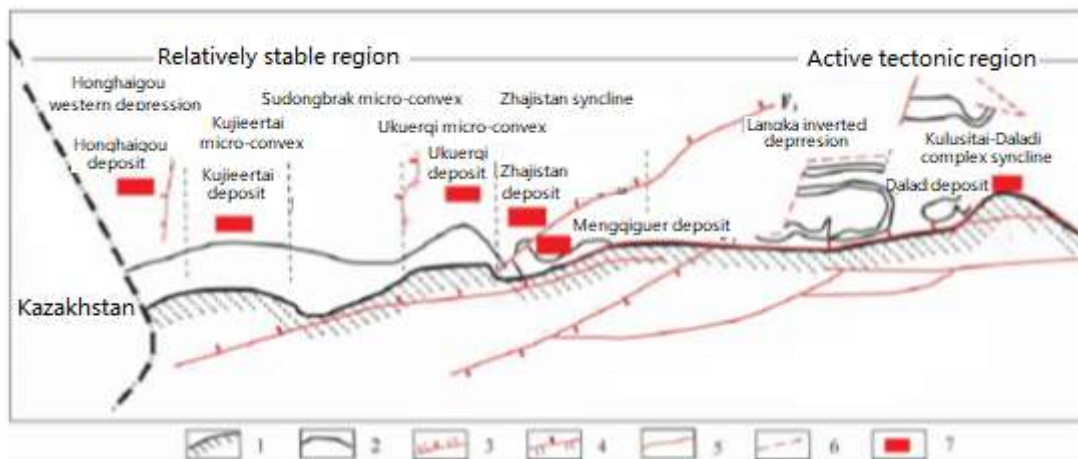 Relatively stable region
Active tectonic region
Honghaigou
western depression
Sudongbrak micro-convex
Zhajistan syncline
Kujieertai
micro-convex
Ukuerqi micro-convex
Langka inverted
deprresion
Kulusitai-Daladi
complex syncline
Honghaigou
deposit
Kujieertai
deposit
Ukuerqi
deposit
Zhajistan
deposit
Dalad deposit
Mengqiguer deposit
Kazakhstan
1 2 3 4 5 6 7